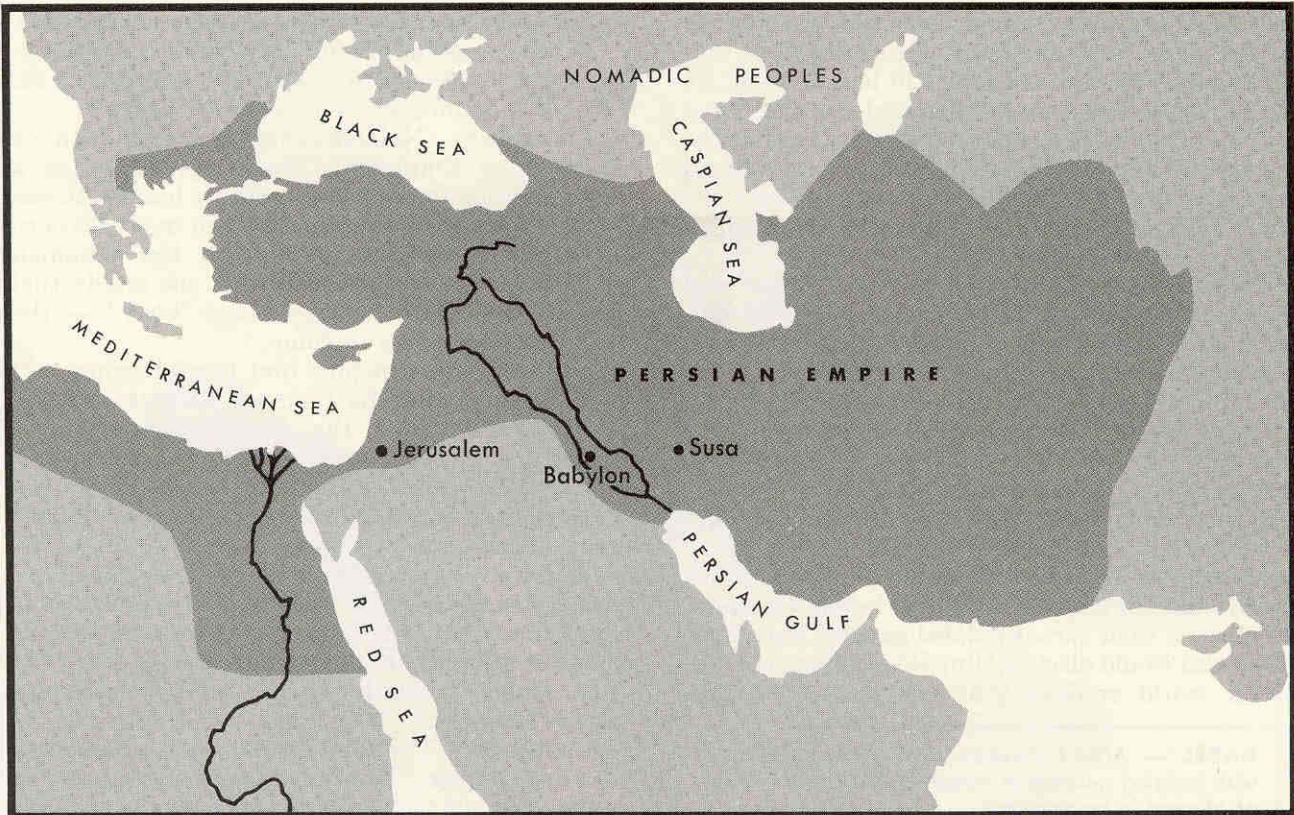 NOMADIC PEOPLES
BLACK SEA
CASPIAN SEA
MEDITERRANEAN SEA
PERSIAN EMPIRE
Jerusalem
Susa
Babylon
PERSIAN GULF
RED SEA